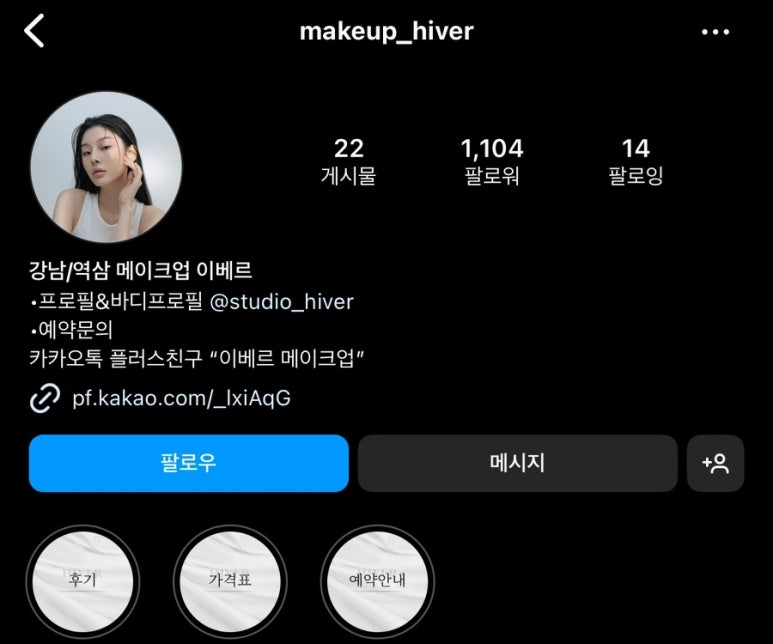 makeup_hiver
22
게시물
1,104
팔로워
14
팔로잉
강남/역삼 메이크업 이베르
•프로필&바디프로필 @studio_hiver
•예약문의
카카오톡 플러스친구 “이베르 메이크업”
pf.kakao.com/_lxiAqG
팔로우
메시지
HIVER
후기
HIVER
가격표
HIVER
예약안내